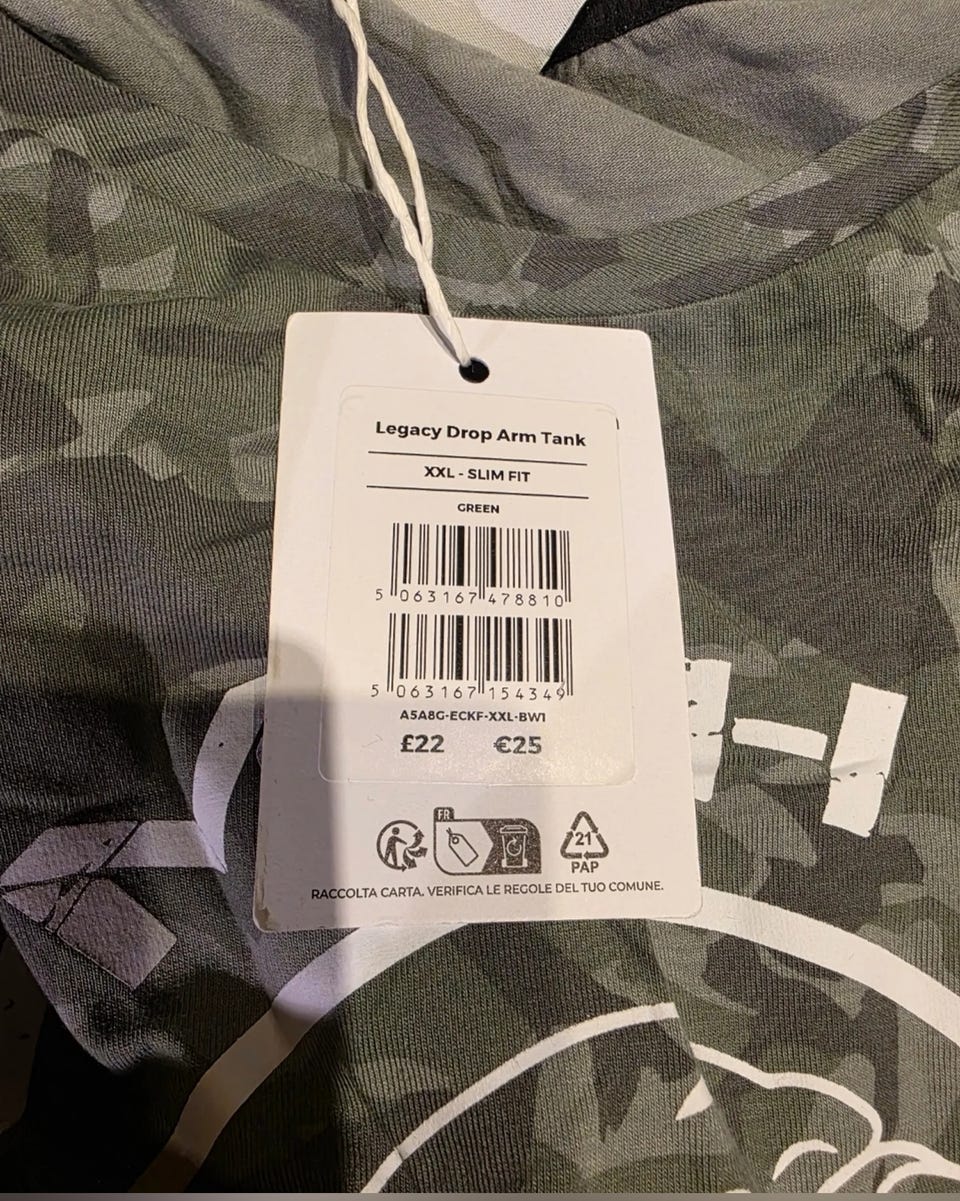 Legacy Drop Arm Tank
XXL - SLIM FIT
GREEN
5 063167 478810
5 063167 154349
A5A8G-ECKF-XXL-BW1
£22 €25
FR
21
PAP
RACCOLTA CARTA. VERIFICA LE REGOLE DEL TUO COMUNE.